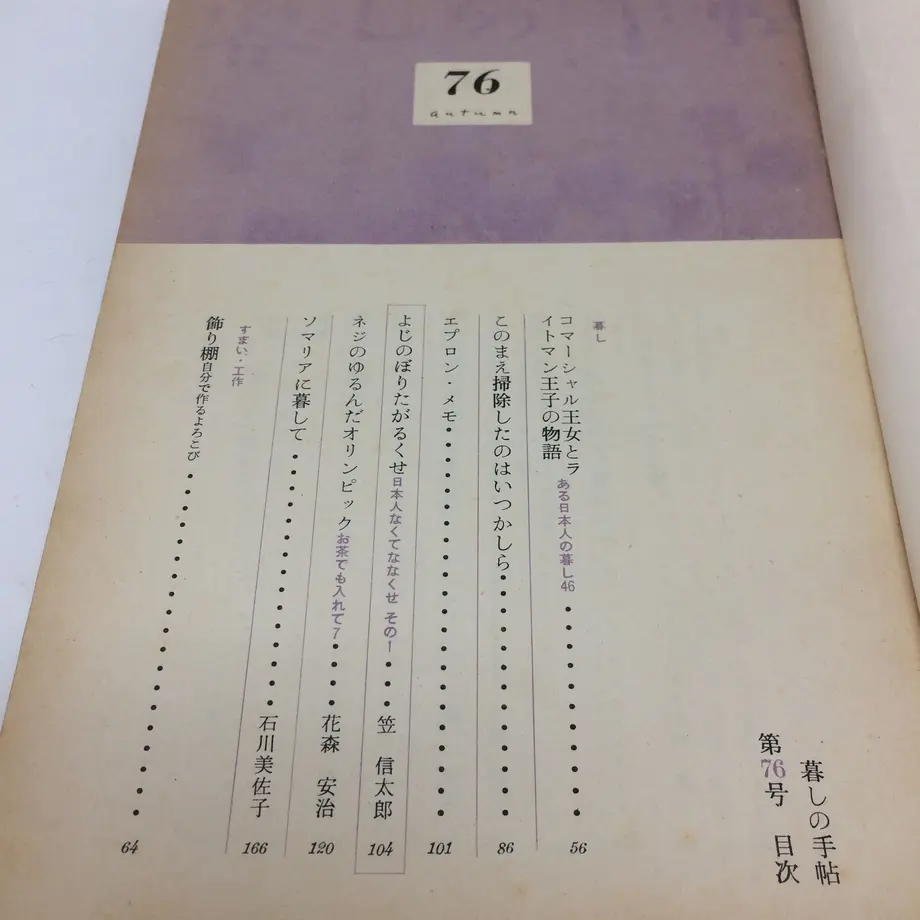 76
autumn
暮しの手帖
第76号 目次
暮し
コマーシャル王女とラ
イトマン王子の物語 ある日本人の暮し46 56
このまえ掃除したのはいつかしら 86
エプロン・メモ 101
よじのぼりたがるくせ 日本人なくてななくせ その1 笠 信太郎 104
ネジのゆるんだオリンピック お茶でも入れて7 花森 安治 120
ソマリアに暮して 石川美佐子 166
すまい・工作
飾り棚 自分で作るよろこび 64